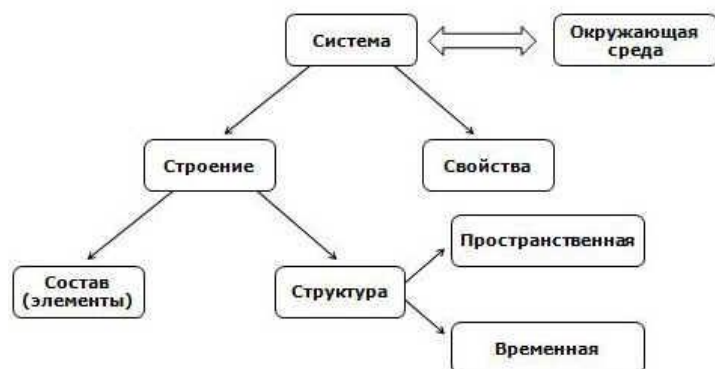 Система
Окружающая
среда
Строение
Свойства
Пространственная
Состав
(элементы)
Структура
Временная